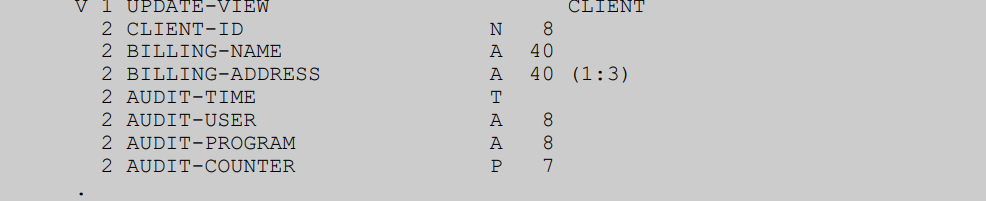 V 1 UPDATE-VIEW CLIENT
2 CLIENT-ID N 8
2 BILLING-NAME A 40
2 BILLING-ADDRESS A 40 (1:3)
2 AUDIT-TIME T
2 AUDIT-USER A 8
2 AUDIT-PROGRAM A 8
2 AUDIT-COUNTER P 7
.